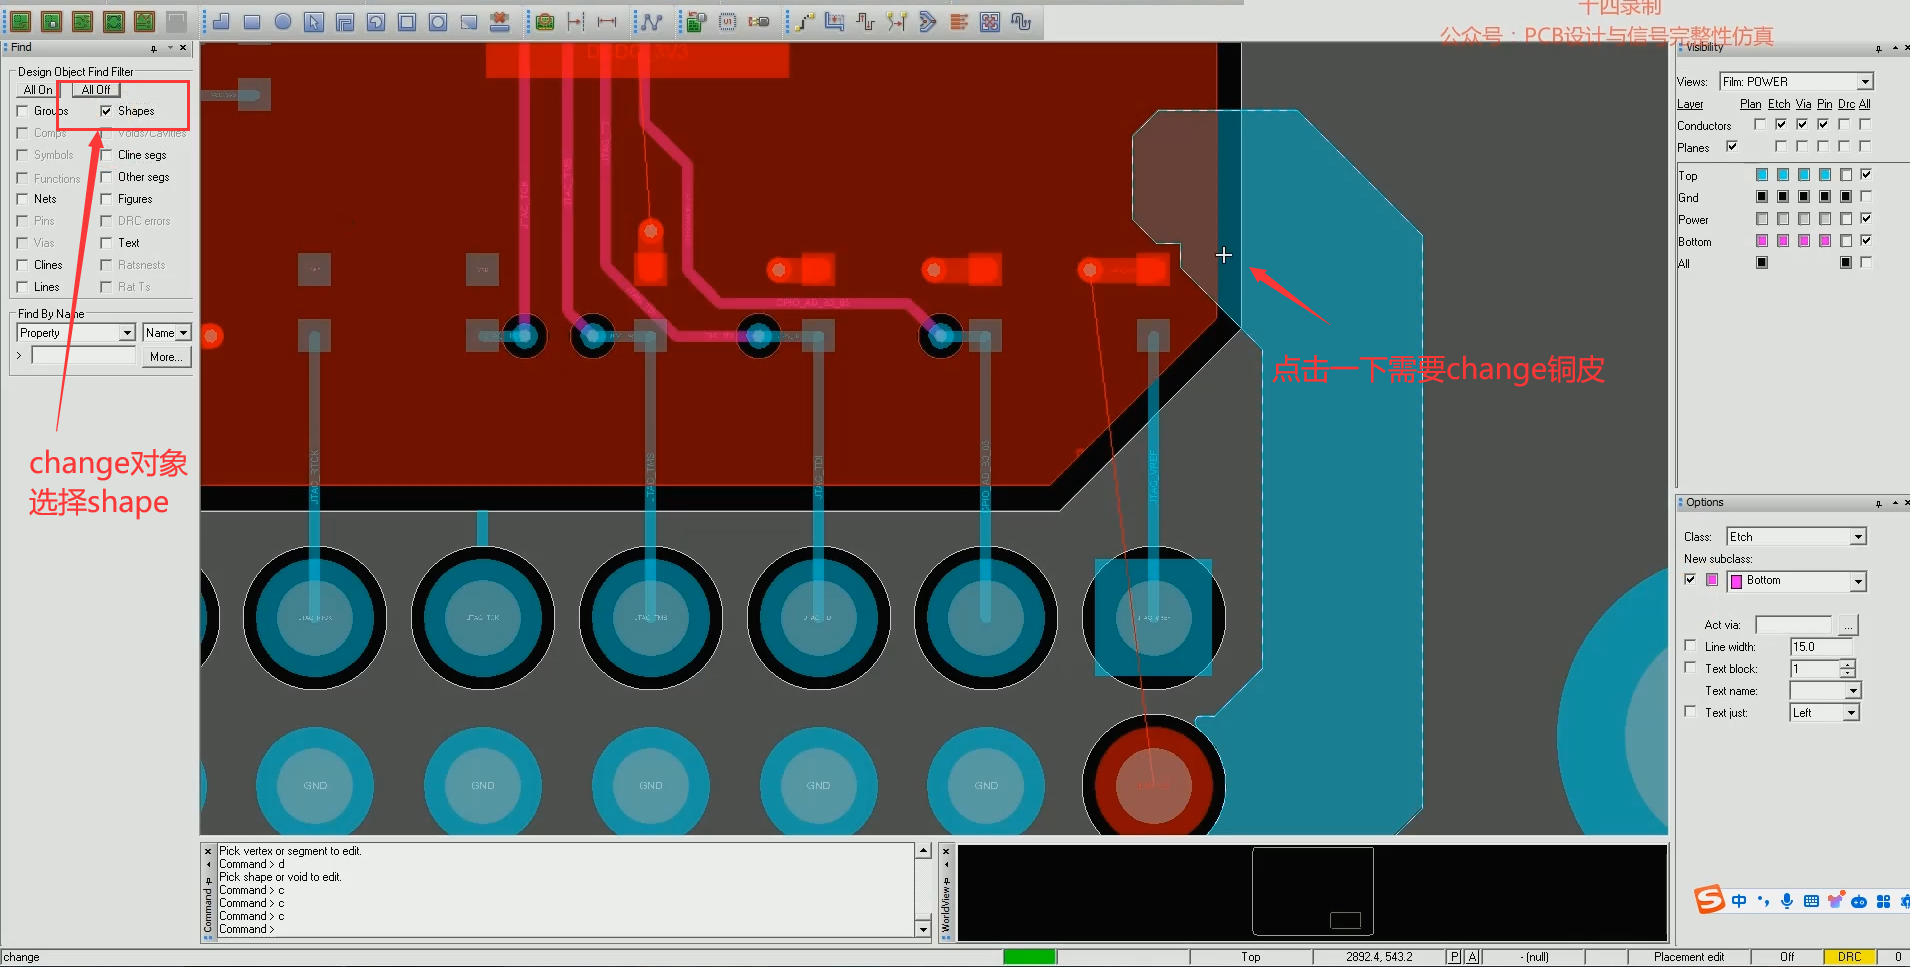 十四录制
公众号：PCB设计与信号完整性仿真
Find
Design Object Find Filter
All On
All Off
Groups
Shapes
Comps
Voids/Cavities
Symbols
Cline segs
Functions
Other segs
Nets
Figures
Pins
DRC errors
Vias
Text
Clines
Ratsnests
Lines
Rat Ts
Find By Name
Property
Name
>
More...
change对象
选择shape
点击一下需要change铜皮
JTAG_TCK
JTAG_TMS
GPIO_AD_B0_05
JTAG_RTCK
JTAG_TMS
JTAG_TDI
JTAG_VREF
JTAG_RTCK
JTAG_TCK
JTAG_TMS
GND
GND
GND
GND
GND
Visibility
Views:
Film: POWER
Layer
Plan
Etch
Via
Pin
Drc
All
Conductors
Planes
Top
Gnd
Power
Bottom
All
Options
Class:
Etch
New subclass:
Bottom
Act via:
...
Line width:
15.0
Text block:
1
Text name:
Text just:
Left
Command
Pick vertex or segment to edit.
Command > d
Pick shape or void to edit.
Command > c
Command > c
Command > c
Command >
WorldView
中
change
Top
2892.4, 543.2
P
A
- (null)
Placement edit
Off
DRC
0